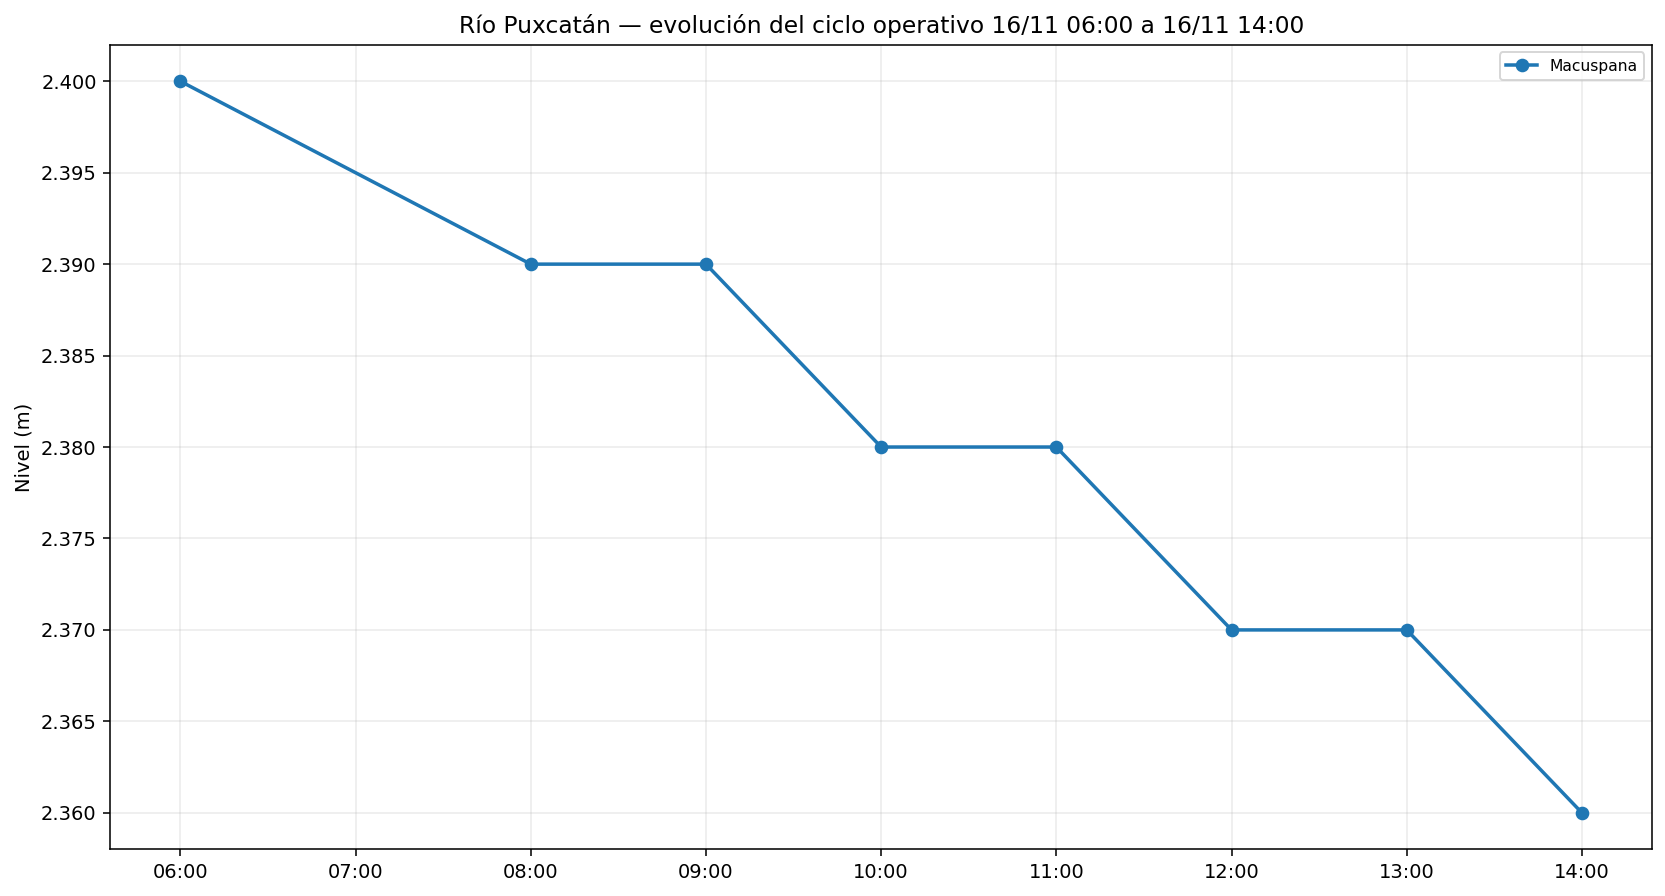 Río Puxcatán — evolución del ciclo operativo 16/11 06:00 a 16/11 14:00
Macuspana
Nivel (m)
2.400
2.395
2.390
2.385
2.380
2.375
2.370
2.365
2.360
06:00 07:00 08:00 09:00 10:00 11:00 12:00 13:00 14:00